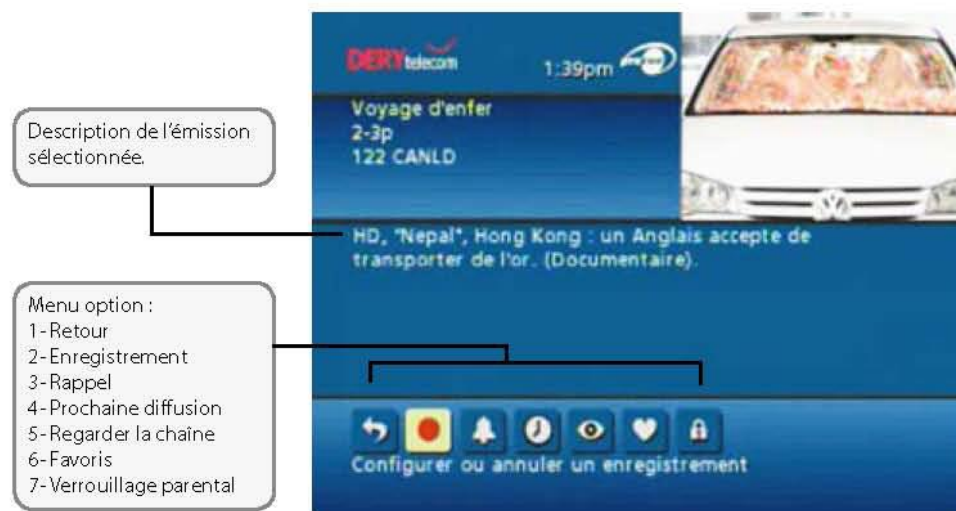 DERYtelecom
1:39pm
Voyage d'enfer
2-3p
122 CANLD
Description de l'émission
sélectionnée.
HD, "Nepal", Hong Kong : un Anglais accepte de
transporter de l'or. (Documentaire).
Menu option :
1-Retour
2-Enregistrement
3-Rappel
4-Prochaine diffusion
5-Regarder la chaîne
6-Favoris
7-Verrouillage parental
Configurer ou annuler un enregistrement